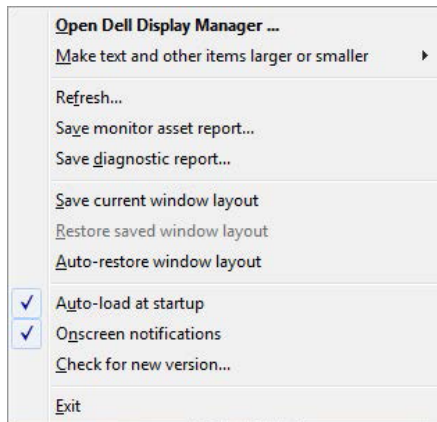 Open Dell Display Manager ...
Make text and other items larger or smaller
Refresh...
Save monitor asset report...
Save diagnostic report...
Save current window layout
Restore saved window layout
Auto-restore window layout
Auto-load at startup
Onscreen notifications
Check for new version...
Exit